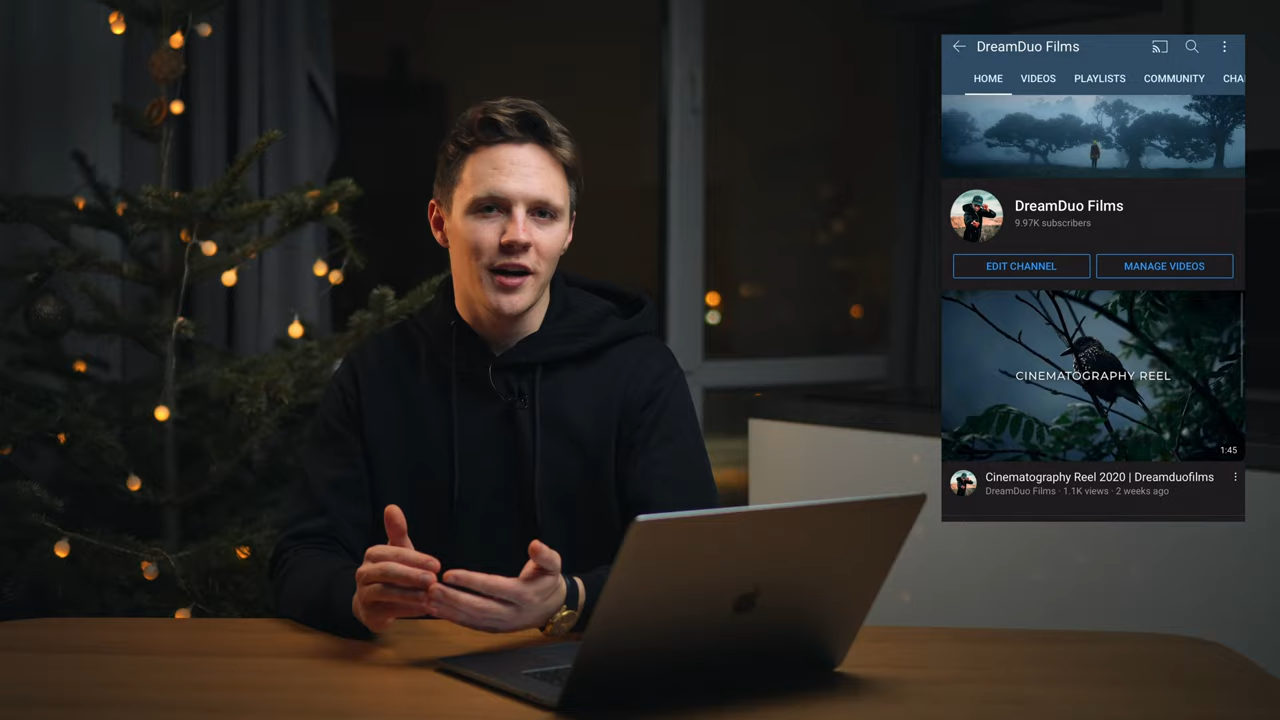 DreamDuo Films
HOME VIDEOS PLAYLISTS COMMUNITY CHA
DreamDuo Films
9.97K subscribers
EDIT CHANNEL MANAGE VIDEOS
CINEMATOGRAPHY REEL
1:45
Cinematography Reel 2020 | Dreamduofilms
DreamDuo Films · 1.1K views · 2 weeks ago